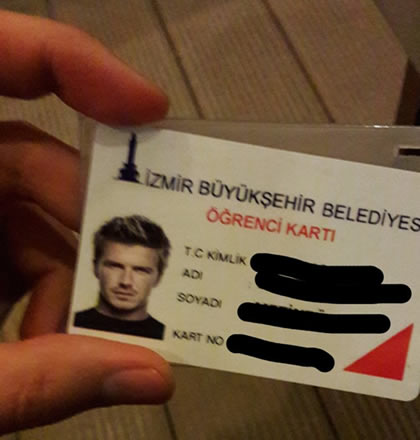 İZMİR BÜYÜKŞEHİR BELEDİYES
ÖĞRENCİ KARTI
T.C KİMLİK
ADI
SOYADI
KART NO